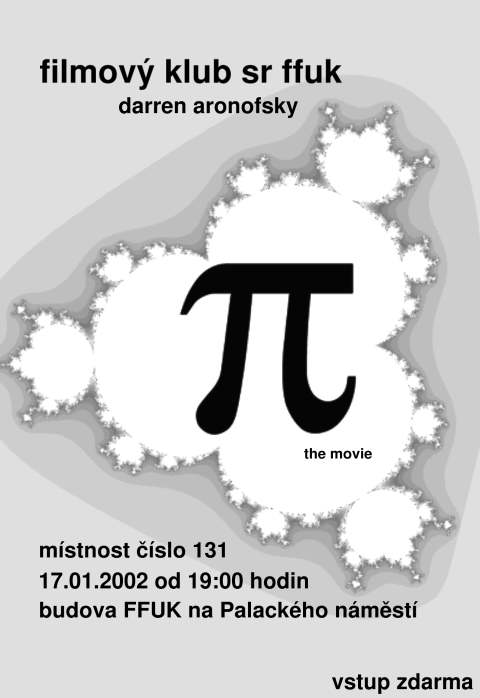 filmový klub sr ffuk
darren aronofsky
π
the movie
místnost číslo 131
17.01.2002 od 19:00 hodin
budova FFUK na Palackého náměstí
vstup zdarma